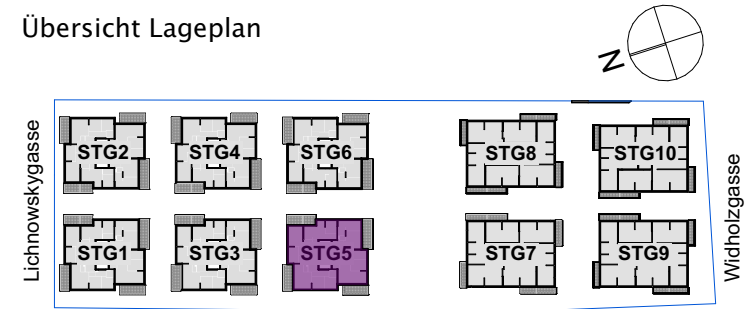 Übersicht Lageplan
N
Lichnowskygasse
STG2 STG4 STG6 STG8 STG10
STG1 STG3 STG5 STG7 STG9
Widholzgasse